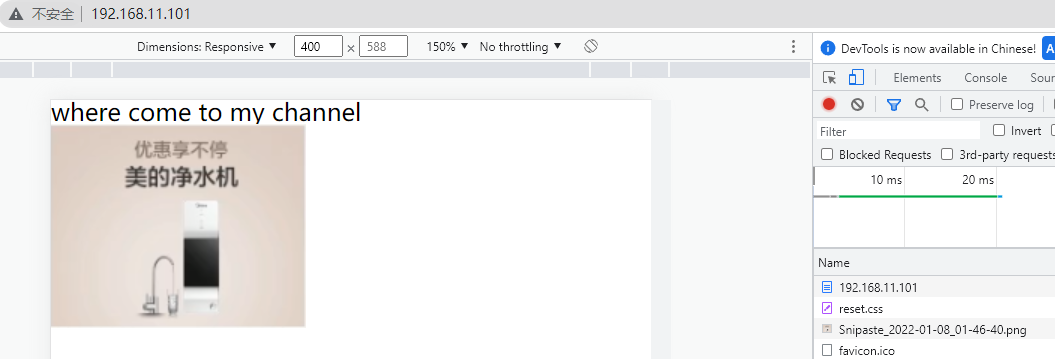 不安全 192.168.11.101
Dimensions: Responsive ▼ 400 × 588 150% ▼ No throttling ▼
DevTools is now available in Chinese! A
Elements Console Sour
Preserve log
Filter Invert
Blocked Requests 3rd-party requests
10 ms 20 ms
Name
192.168.11.101
reset.css
Snipaste_2022-01-08_01-46-40.png
favicon.ico
where come to my channel
优惠享不停
美的净水机
Midea